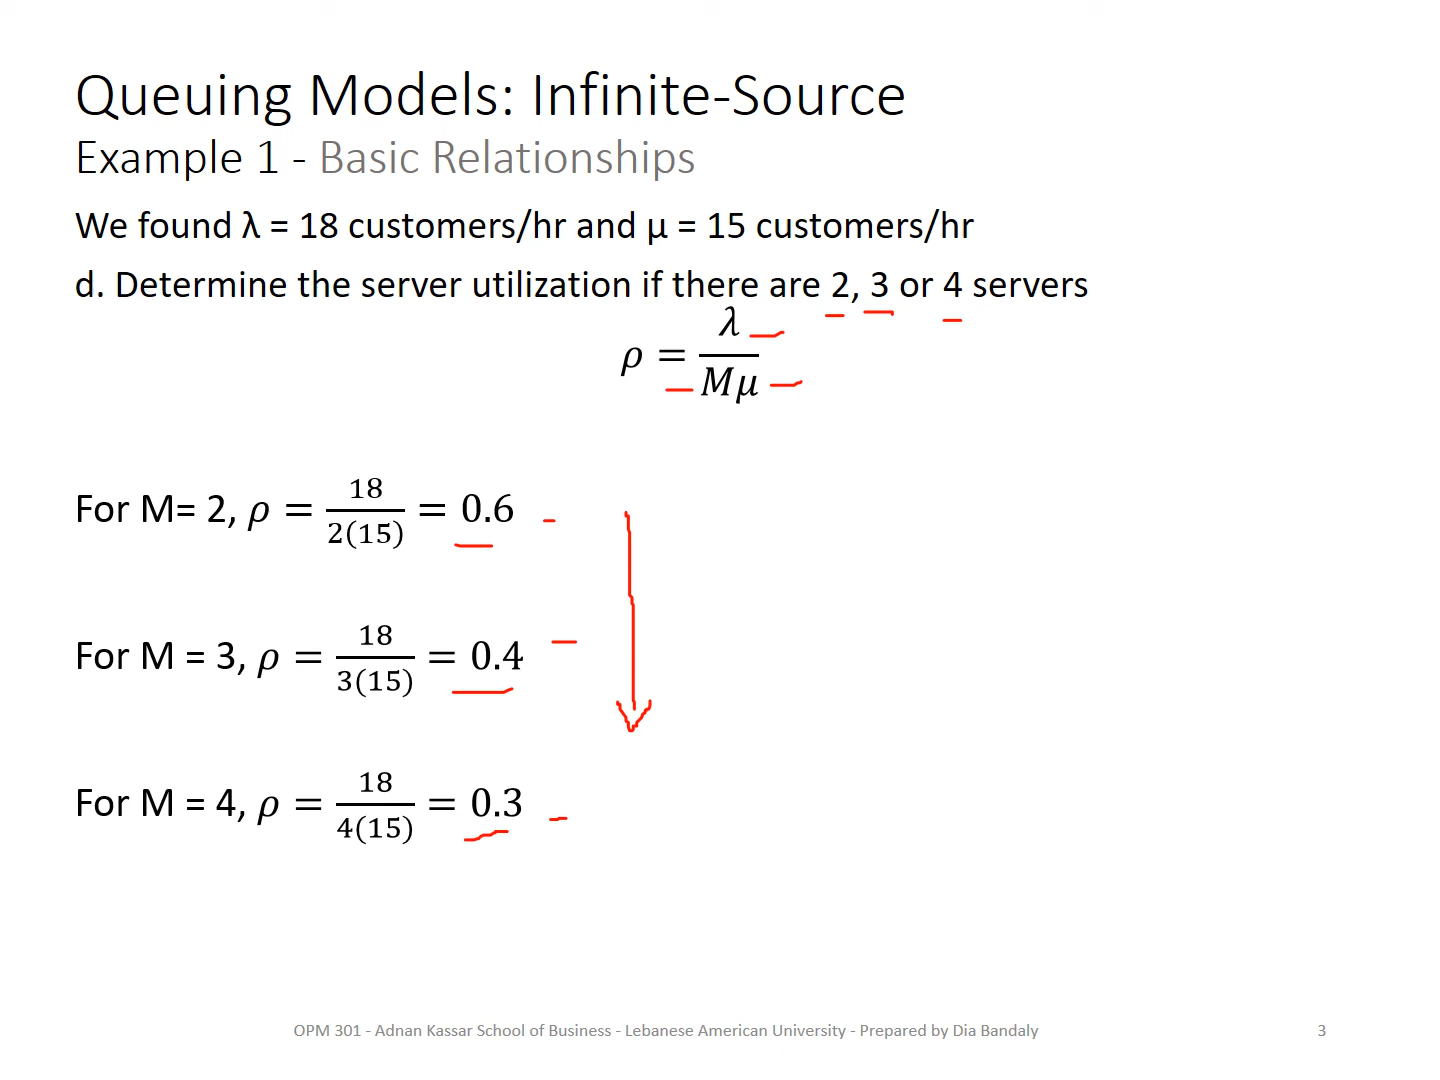 Queuing Models: Infinite-Source
Example 1 - Basic Relationships
We found λ = 18 customers/hr and μ = 15 customers/hr
d. Determine the server utilization if there are 2, 3 or 4 servers
ρ = λ / Mμ
For M= 2, ρ = 18 / 2(15) = 0.6
For M = 3, ρ = 18 / 3(15) = 0.4
For M = 4, ρ = 18 / 4(15) = 0.3
OPM 301 - Adnan Kassar School of Business - Lebanese American University - Prepared by Dia Bandaly 3